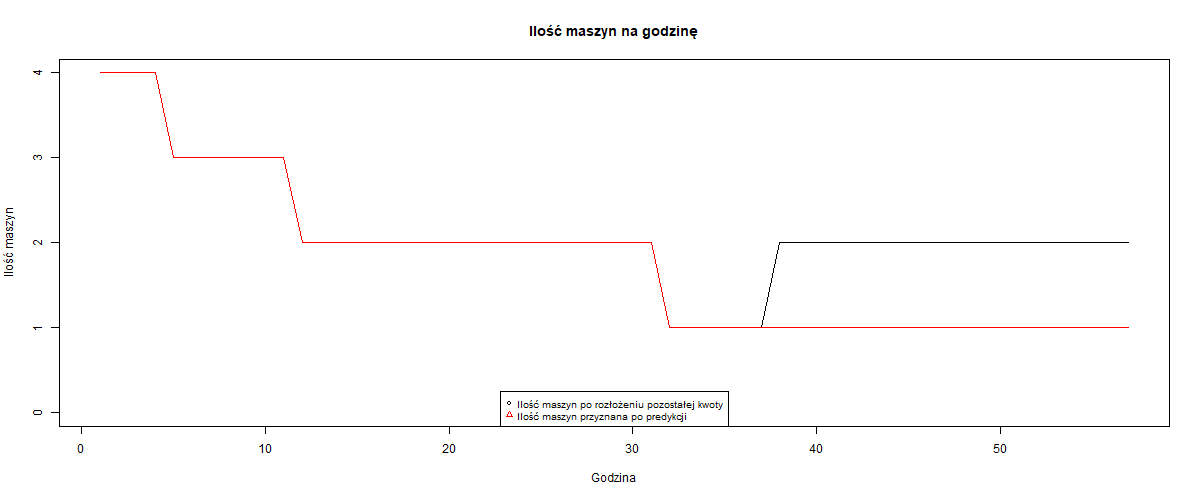 Ilość maszyn na godzinę
Ilość maszyn
4
3
2
1
0
Ilość maszyn po rozłożeniu pozostałej kwoty
Ilość maszyn przyznana po predykcji
0 10 20 30 40 50
Godzina